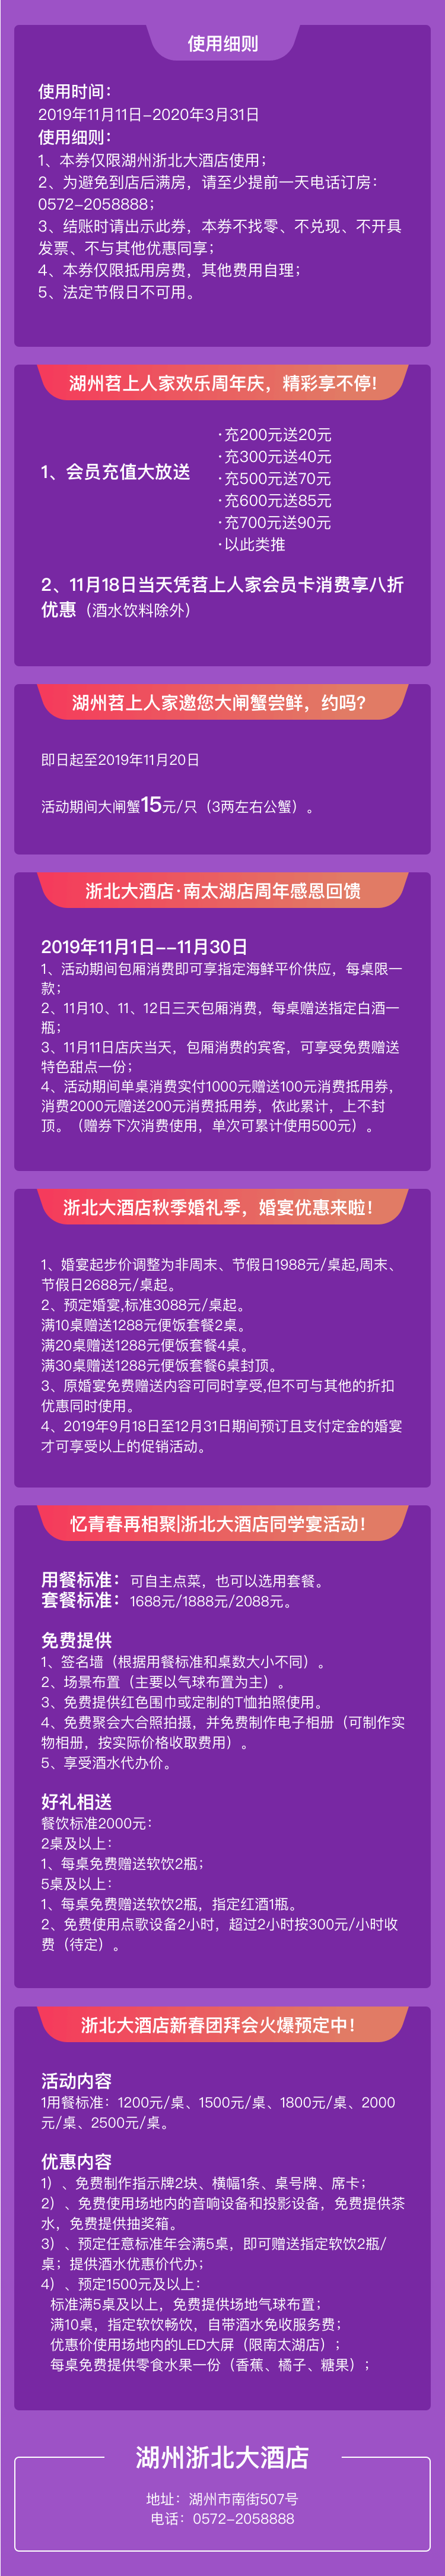 使用细则
使用时间：
2019年11月11日-2020年3月31日
使用细则：
1、本券仅限湖州浙北大酒店使用；
2、为避免到店后满房，请至少提前一天电话订房：
0572-2058888；
3、结账时请出示此券，本券不找零、不兑现、不开具
发票、不与其他优惠同享；
4、本券仅限抵用房费，其他费用自理；
5、法定节假日不可用。
湖州苕上人家欢乐周年庆，精彩享不停!
1、会员充值大放送
·充200元送20元
·充300元送40元
·充500元送70元
·充600元送85元
·充700元送90元
·以此类推
2、11月18日当天凭苕上人家会员卡消费享八折
优惠（酒水饮料除外）
湖州苕上人家邀您大闸蟹尝鲜，约吗?
即日起至2019年11月20日
活动期间大闸蟹15元/只（3两左右公蟹）。
浙北大酒店·南太湖店周年感恩回馈
2019年11月1日--11月30日
1、活动期间包厢消费即可享指定海鲜平价供应，每桌限一
款；
2、11月10、11、12日三天包厢消费，每桌赠送指定白酒一
瓶；
3、11月11日店庆当天，包厢消费的宾客，可享受免费赠送
特色甜点一份；
4、活动期间单桌消费实付1000元赠送100元消费抵用券，
消费2000元赠送200元消费抵用券，依此累计，上不封
顶。（赠券下次消费使用，单次可累计使用500元）。
浙北大酒店秋季婚礼季，婚宴优惠来啦！
1、婚宴起步价调整为非周末、节假日1988元/桌起,周末、
节假日2688元/桌起。
2、预定婚宴,标准3088元/桌起。
满10桌赠送1288元便饭套餐2桌。
满20桌赠送1288元便饭套餐4桌。
满30桌赠送1288元便饭套餐6桌封顶。
3、原婚宴免费赠送内容可同时享受,但不可与其他的折扣
优惠同时使用。
4、2019年9月18日至12月31日期间预订且支付定金的婚宴
才可享受以上的促销活动。
忆青春再相聚|浙北大酒店同学宴活动！
用餐标准：可自主点菜，也可以选用套餐。
套餐标准：1688元/1888元/2088元。
免费提供
1、签名墙（根据用餐标准和桌数大小不同）。
2、场景布置（主要以气球布置为主）。
3、免费提供红色围巾或定制的T恤拍照使用。
4、免费聚会大合照拍摄，并免费制作电子相册（可制作实
物相册，按实际价格收取费用）。
5、享受酒水代办价。
好礼相送
餐饮标准2000元：
2桌及以上：
1、每桌免费赠送软饮2瓶；
5桌及以上：
1、每桌免费赠送软饮2瓶，指定红酒1瓶。
2、免费使用点歌设备2小时，超过2小时按300元/小时收
费（待定）。
浙北大酒店新春团拜会火爆预定中！
活动内容
1用餐标准：1200元/桌、1500元/桌、1800元/桌、2000
元/桌、2500元/桌。
优惠内容
1）、免费制作指示牌2块、横幅1条、桌号牌、席卡；
2）、免费使用场地内的音响设备和投影设备，免费提供茶
水，免费提供抽奖箱。
3）、预定任意标准年会满5桌，即可赠送指定软饮2瓶/
桌；提供酒水优惠价代办；
4）、预定1500元及以上：
标准满5桌及以上，免费提供场地气球布置；
满10桌，指定软饮畅饮，自带酒水免收服务费；
优惠价使用场地内的LED大屏（限南太湖店）；
每桌免费提供零食水果一份（香蕉、橘子、糖果）；
湖州浙北大酒店
地址：湖州市南街507号
电话：0572-2058888